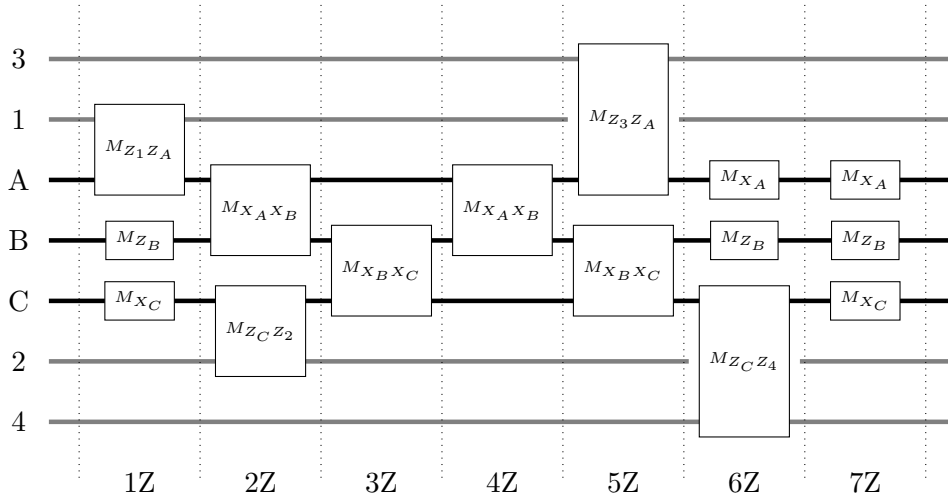 3
1
M_{Z_1 Z_A} M_{Z_3 Z_A}
A M_{X_A X_B} M_{X_A X_B} M_{X_A} M_{X_A}
B M_{Z_B} M_{X_B X_C} M_{X_B X_C} M_{Z_B} M_{Z_B}
C M_{X_C} M_{Z_C Z_2} M_{X_C}
2 M_{Z_C Z_4}
4
1Z 2Z 3Z 4Z 5Z 6Z 7Z